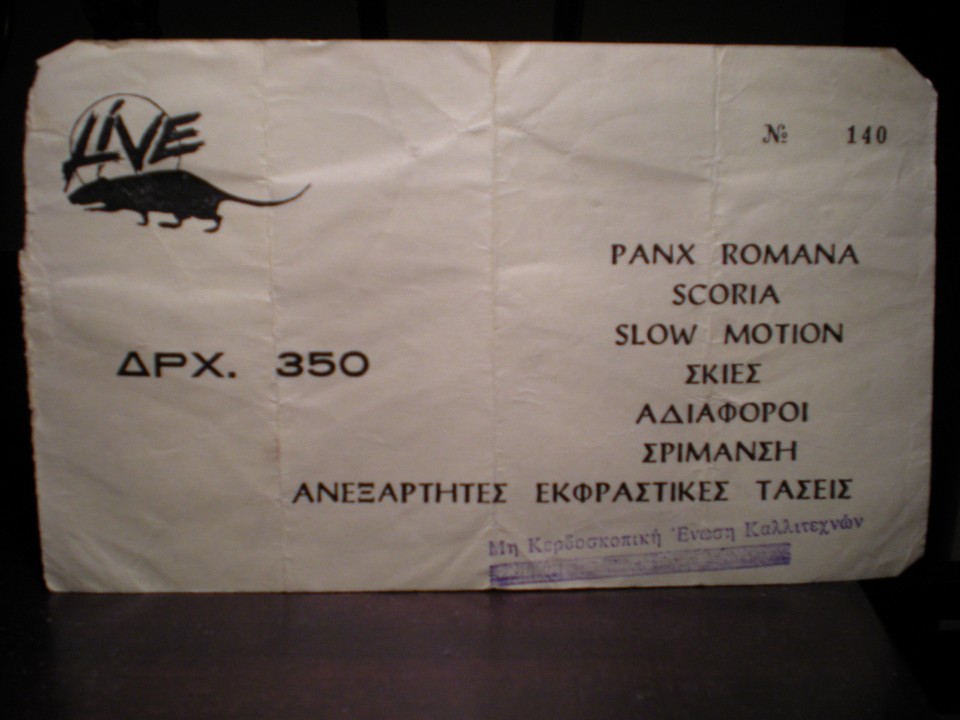 LIVE
№ 140
PANX ROMANA
SCORIA
SLOW MOTION
ΣΚΙΕΣ
ΑΔΙΑΦΟΡΟΙ
ΣΡΙΜΑΝΣΗ
ΔΡΧ. 350
ΑΝΕΞΑΡΤΗΤΕΣ ΕΚΦΡΑΣΤΙΚΕΣ ΤΑΣΕΙΣ
Μη Κερδοσκοπική Ένωση Καλλιτεχνών